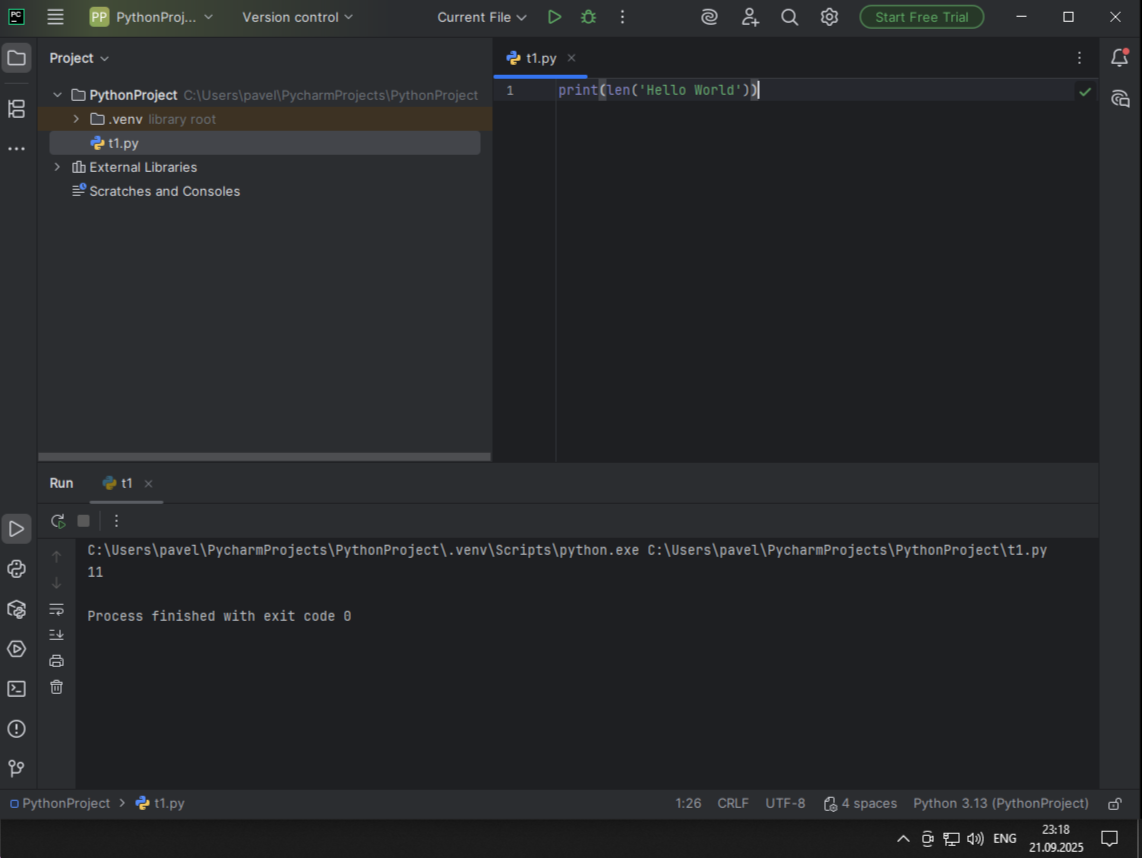 PC PP PythonProj... Version control Current File Start Free Trial
Project
t1.py
PythonProject C:\Users\pavel\PycharmProjects\PythonProject
1 print(len('Hello World'))
.venv library root
t1.py
External Libraries
Scratches and Consoles
Run t1
C:\Users\pavel\PycharmProjects\PythonProject\.venv\Scripts\python.exe C:\Users\pavel\PycharmProjects\PythonProject\t1.py
11
Process finished with exit code 0
PythonProject > t1.py 1:26 CRLF UTF-8 4 spaces Python 3.13 (PythonProject)
ENG 23:18
21.09.2025